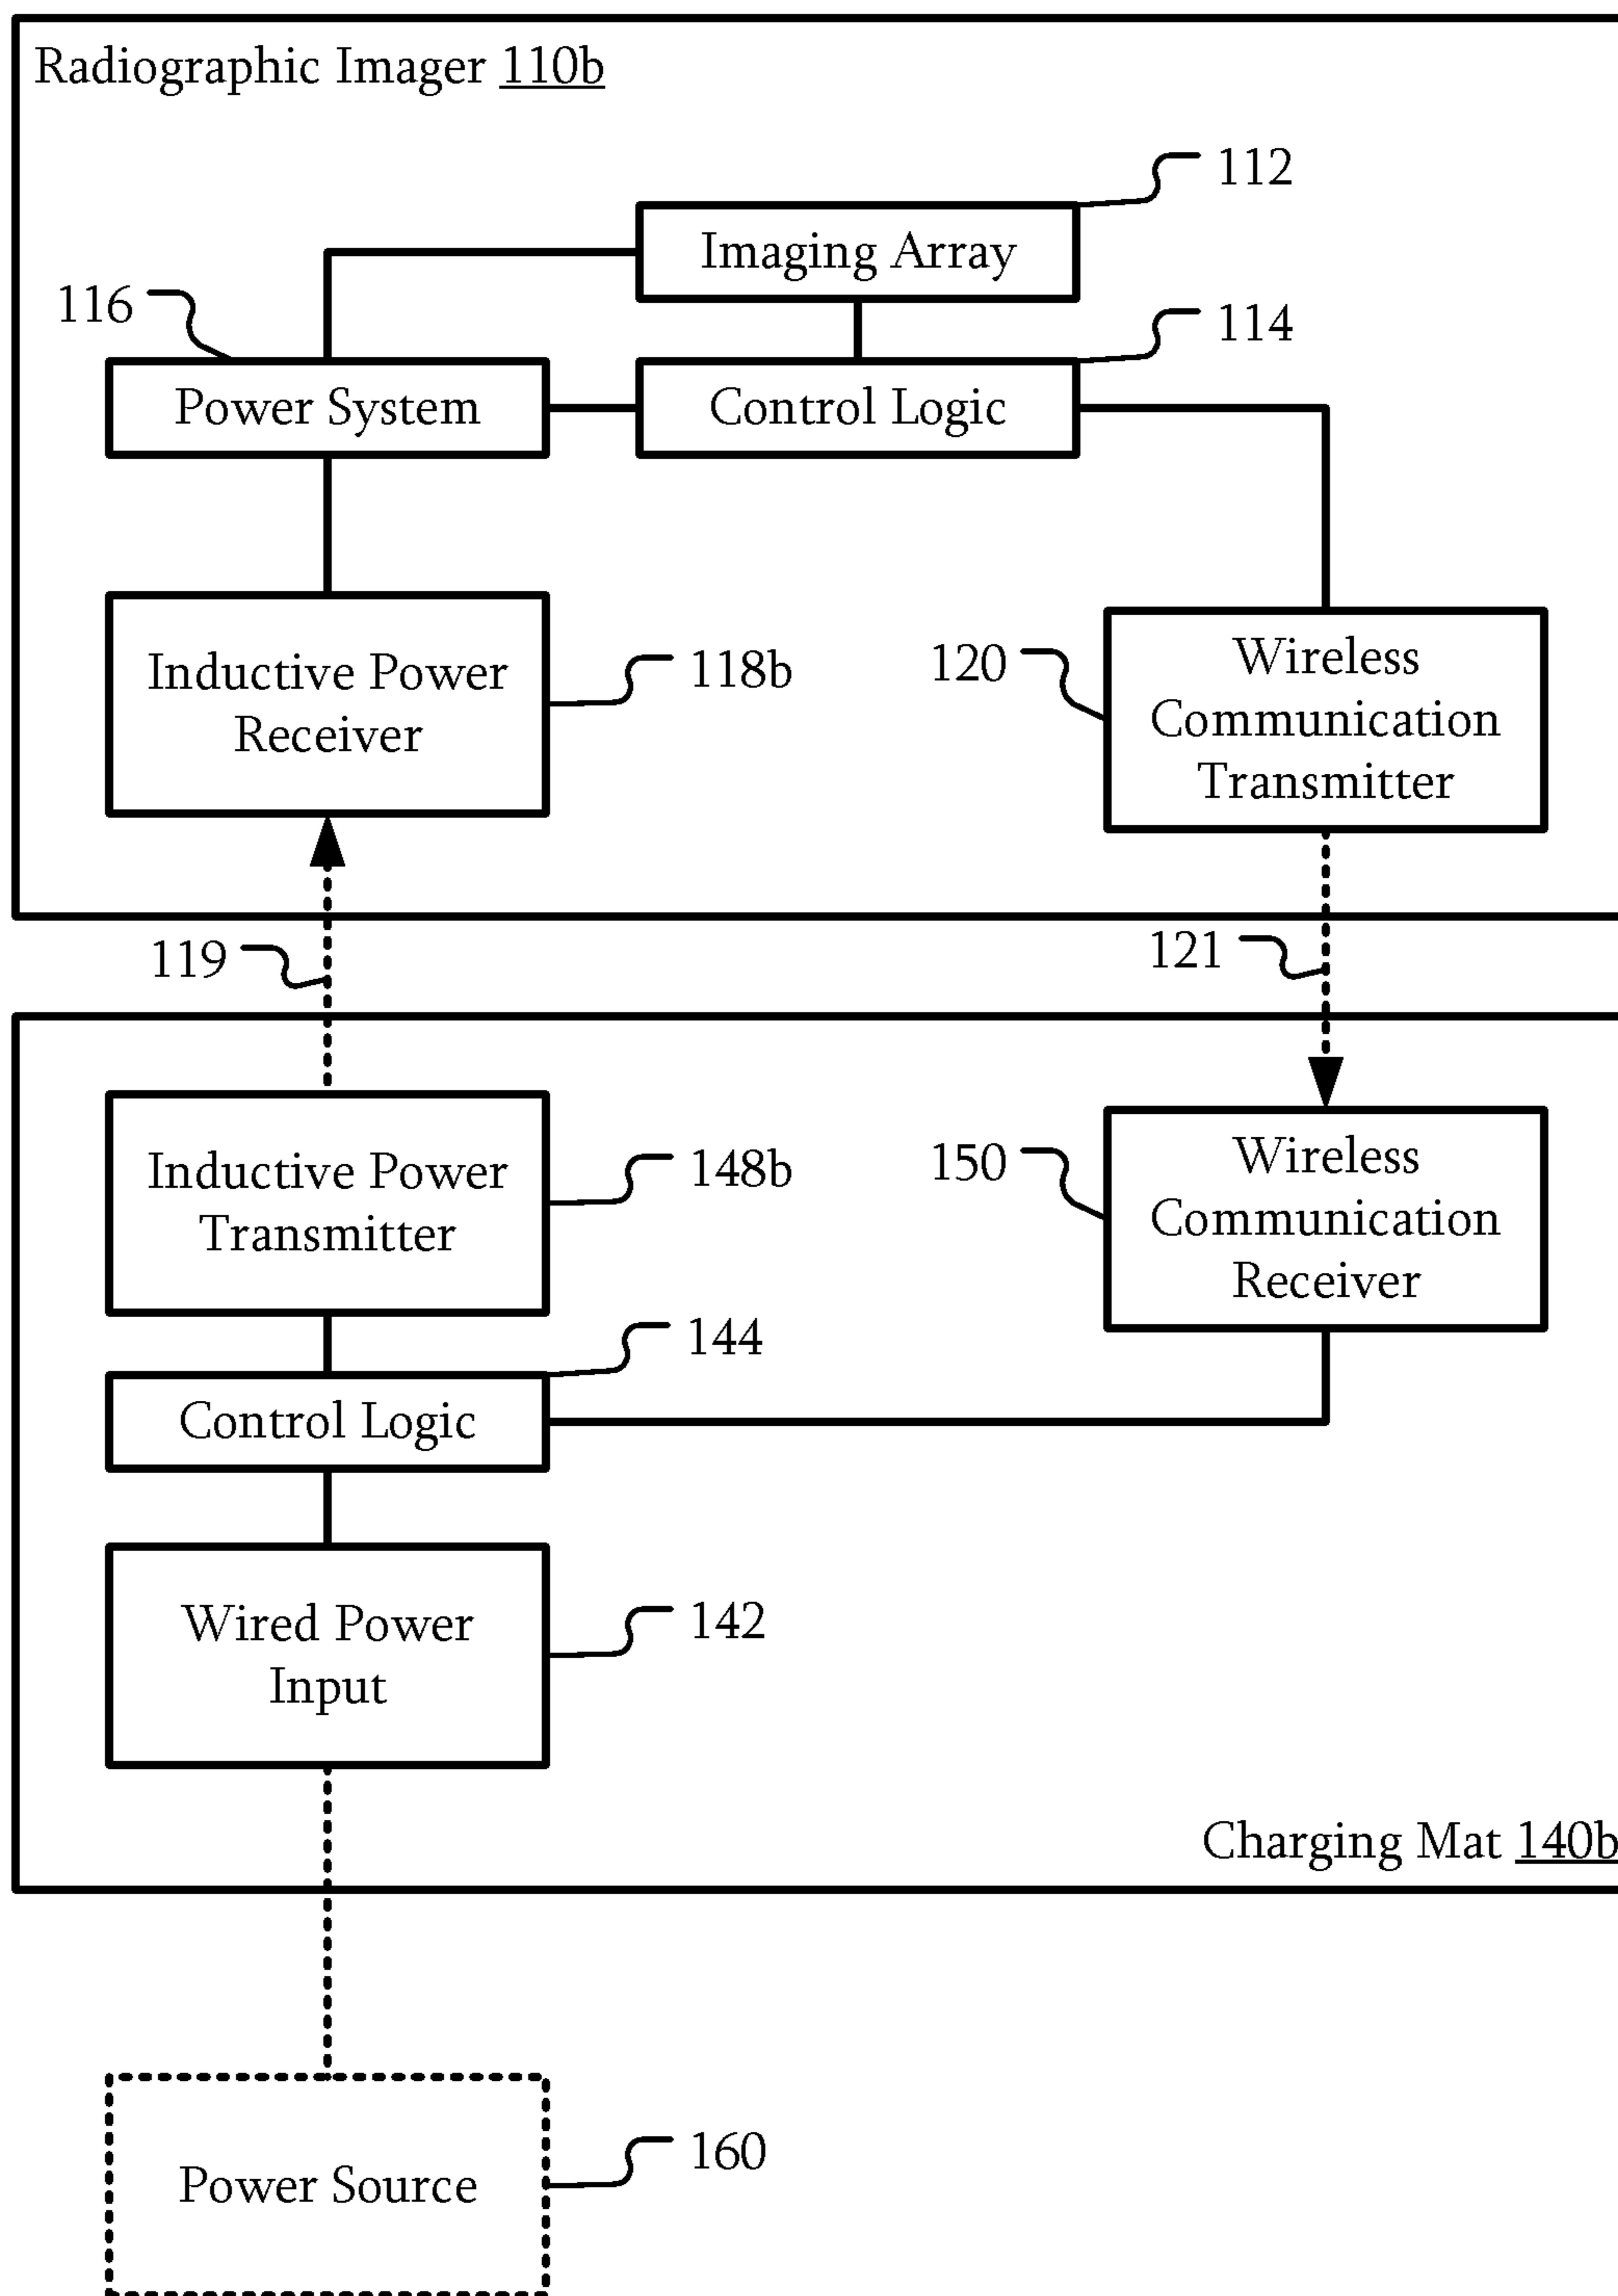 Radiographic Imager 110b
112
Imaging Array
116
114
Power System
Control Logic
Inductive Power
Receiver
118b
120
Wireless
Communication
Transmitter
119
121
Inductive Power
Transmitter
148b
150
Wireless
Communication
Receiver
144
Control Logic
Wired Power
Input
142
Charging Mat 140b
Power Source
160